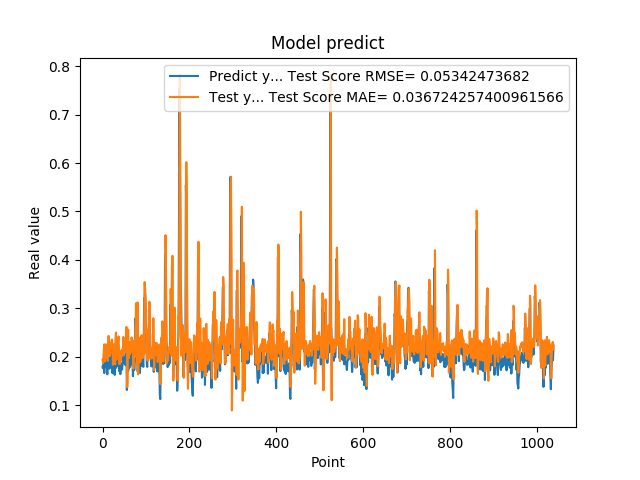 Model predict
Predict y... Test Score RMSE= 0.05342473682
Test y... Test Score MAE= 0.036724257400961566
Real value
0.8
0.7
0.6
0.5
0.4
0.3
0.2
0.1
0 200 400 600 800 1000
Point